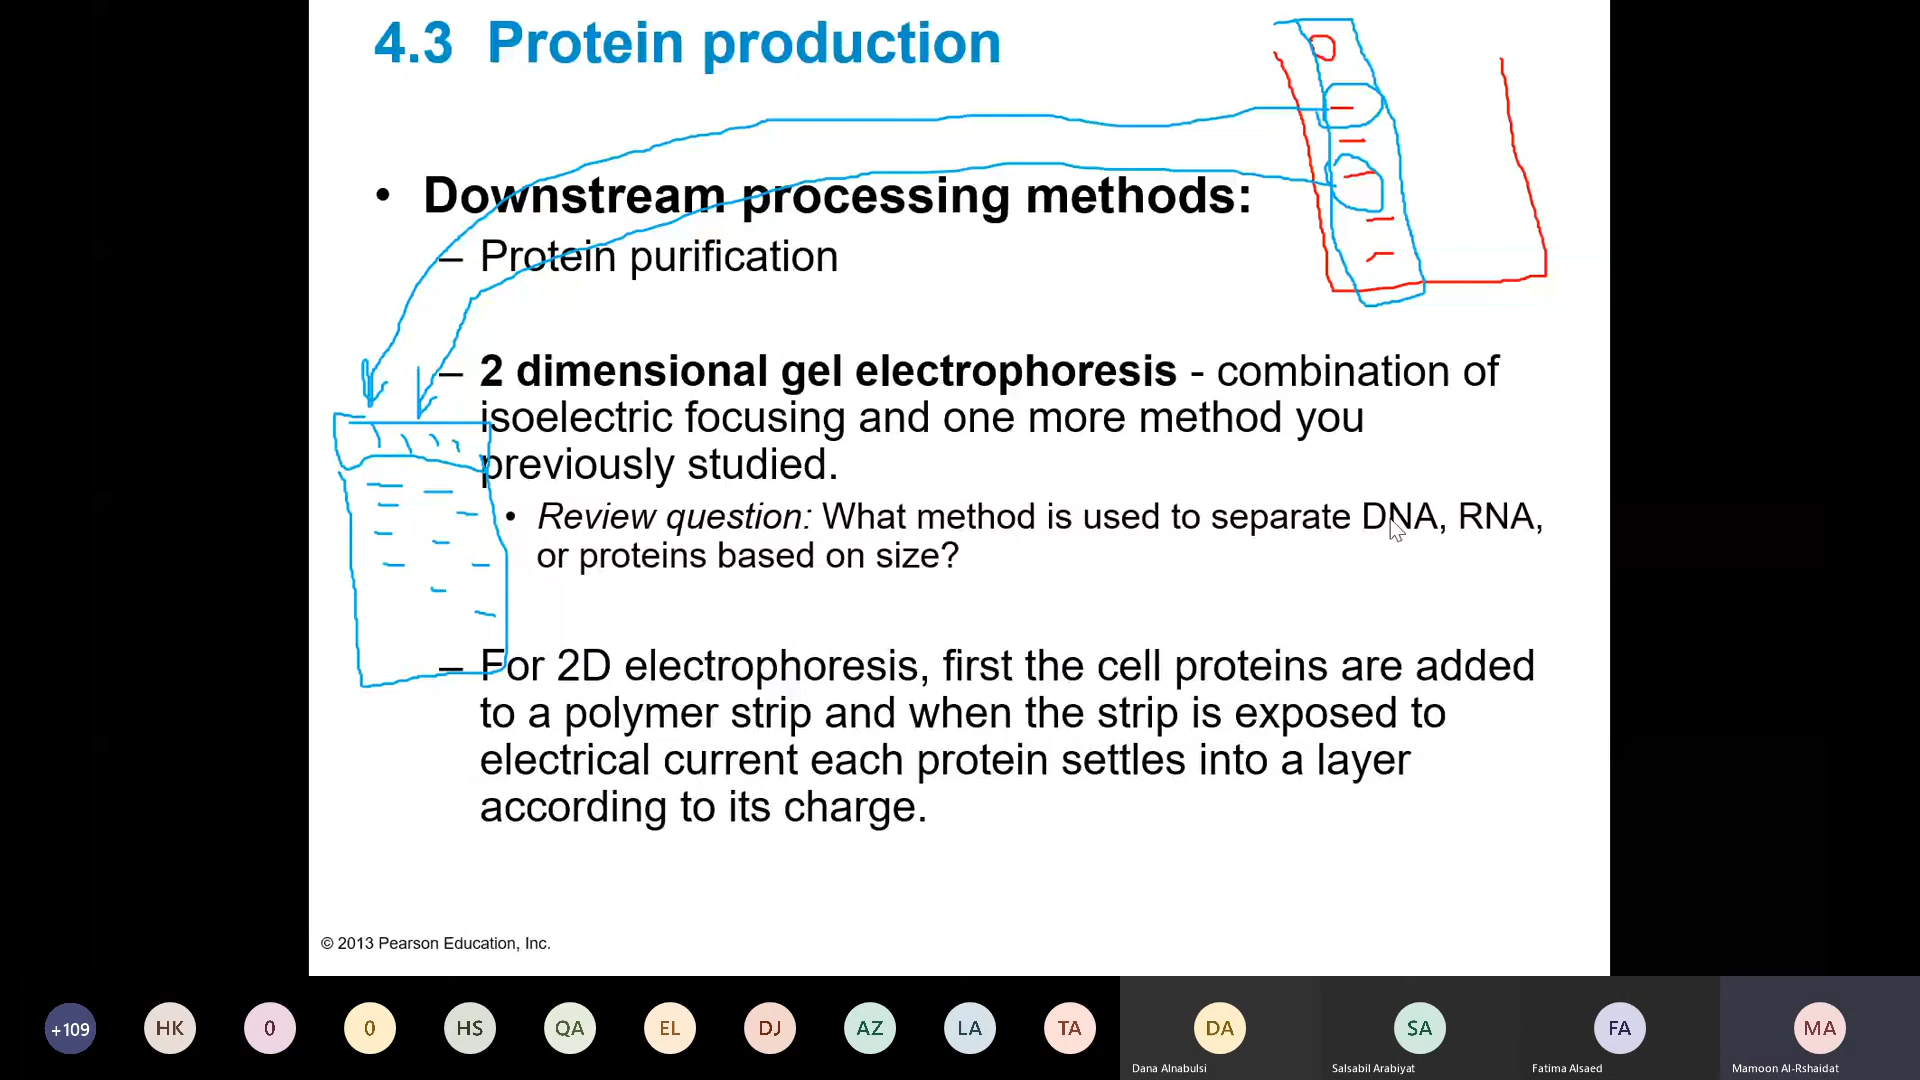 4.3 Protein production
• Downstream processing methods:
– Protein purification
– 2 dimensional gel electrophoresis - combination of
isoelectric focusing and one more method you
previously studied.
• Review question: What method is used to separate DNA, RNA,
or proteins based on size?
– For 2D electrophoresis, first the cell proteins are added
to a polymer strip and when the strip is exposed to
electrical current each protein settles into a layer
according to its charge.
© 2013 Pearson Education, Inc.
+109 HK 0 0 HS QA EL DJ AZ LA TA DA SA FA MA
Dana Alnabulsi Salsabil Arabiyat Fatima Alsaed Mamoon Al-Rshaidat